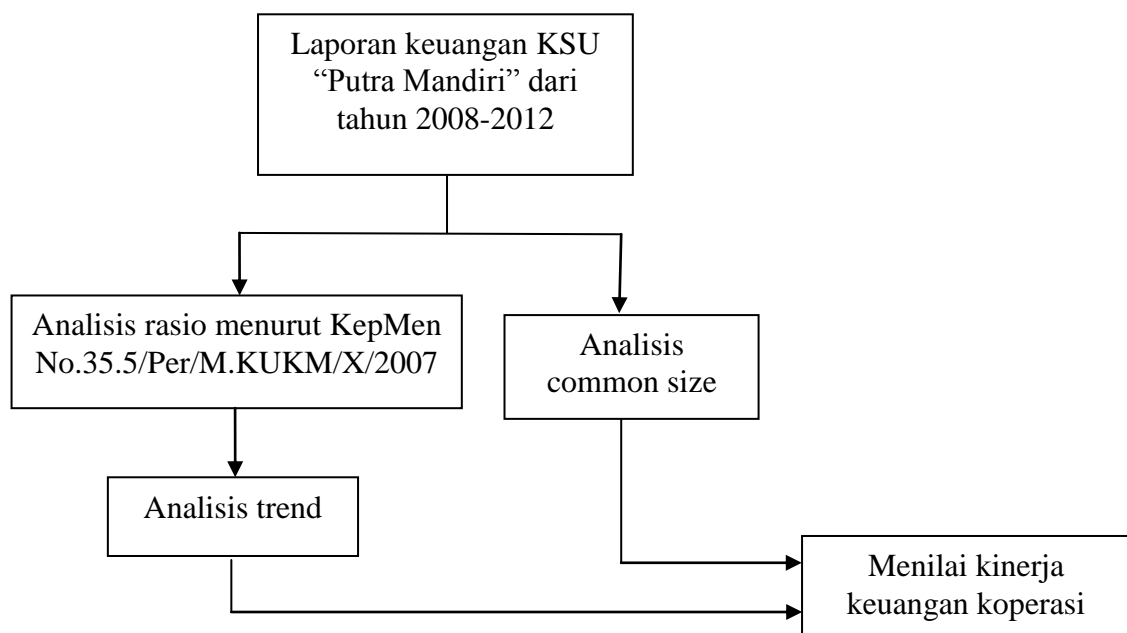 Laporan keuangan KSU
“Putra Mandiri” dari
tahun 2008-2012
Analisis rasio menurut KepMen
No.35.5/Per/M.KUKM/X/2007
Analisis
common size
Analisis trend
Menilai kinerja
keuangan koperasi